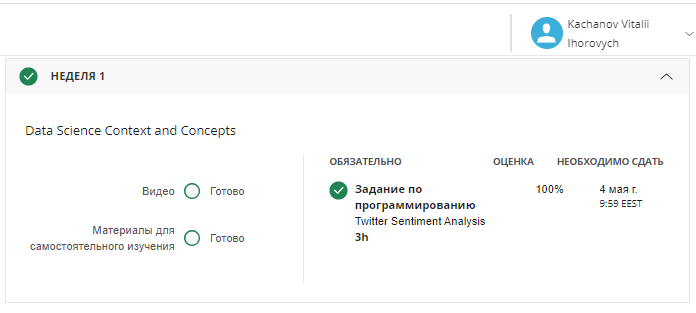 Kachanov Vitalii
Ihorovych
НЕДЕЛЯ 1
Data Science Context and Concepts
ОБЯЗАТЕЛЬНО ОЦЕНКА НЕОБХОДИМО СДАТЬ
Видео Готово
Материалы для
самостоятельного изучения Готово
Задание по
программированию
Twitter Sentiment Analysis
3h
100%
4 мая г.
9:59 EEST